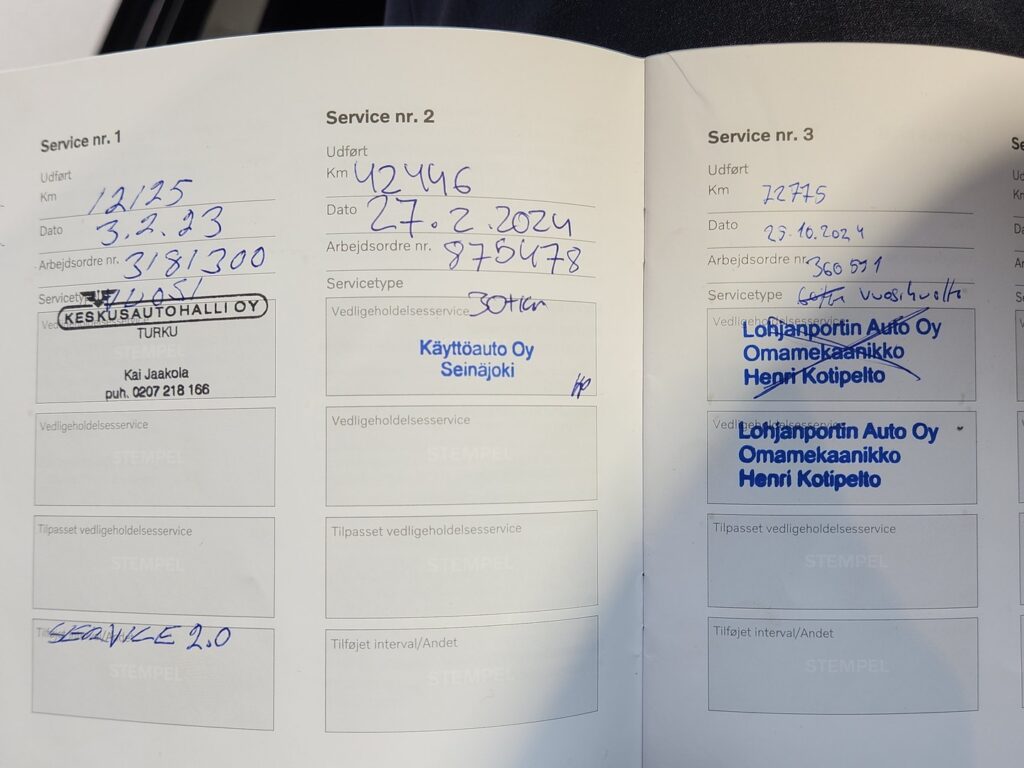 Service nr. 1
Udført
Km 12125
Dato 3.2.23
Arbejdsordre nr. 3181300
KESKUSAUTOHALLI OY
TURKU
STEMPEL
Kai Jaakola
puh. 0207 218 166
Vedligeholdelsesservice
STEMPEL
Tilpasset vedligeholdelsesservice
STEMPEL
SERVICE 2.0
STEMPEL
Service nr. 2
Udført
Km 42446
Dato 27.2.2024
Arbejdsordre nr. 875478
Servicetype
Vedligeholdelsesservice 30tkm
Käyttöauto Oy
Seinäjoki
Vedligeholdelsesservice
STEMPEL
Tilpasset vedligeholdelsesservice
STEMPEL
Tilføjet interval/Andet
STEMPEL
Service nr. 3
Udført
Km 72775
Dato 25.10.2024
Arbejdsordre nr. 360591
Servicetype vuosihuolto
Vedligeholdelsesservice
Lohjanportin Auto Oy
Omamekaanikko
Henri Kotipelto
Vedligeholdelsesservice
Lohjanportin Auto Oy
Omamekaanikko
Henri Kotipelto
Tilpasset vedligeholdelsesservice
STEMPEL
Tilføjet interval/Andet
STEMPEL